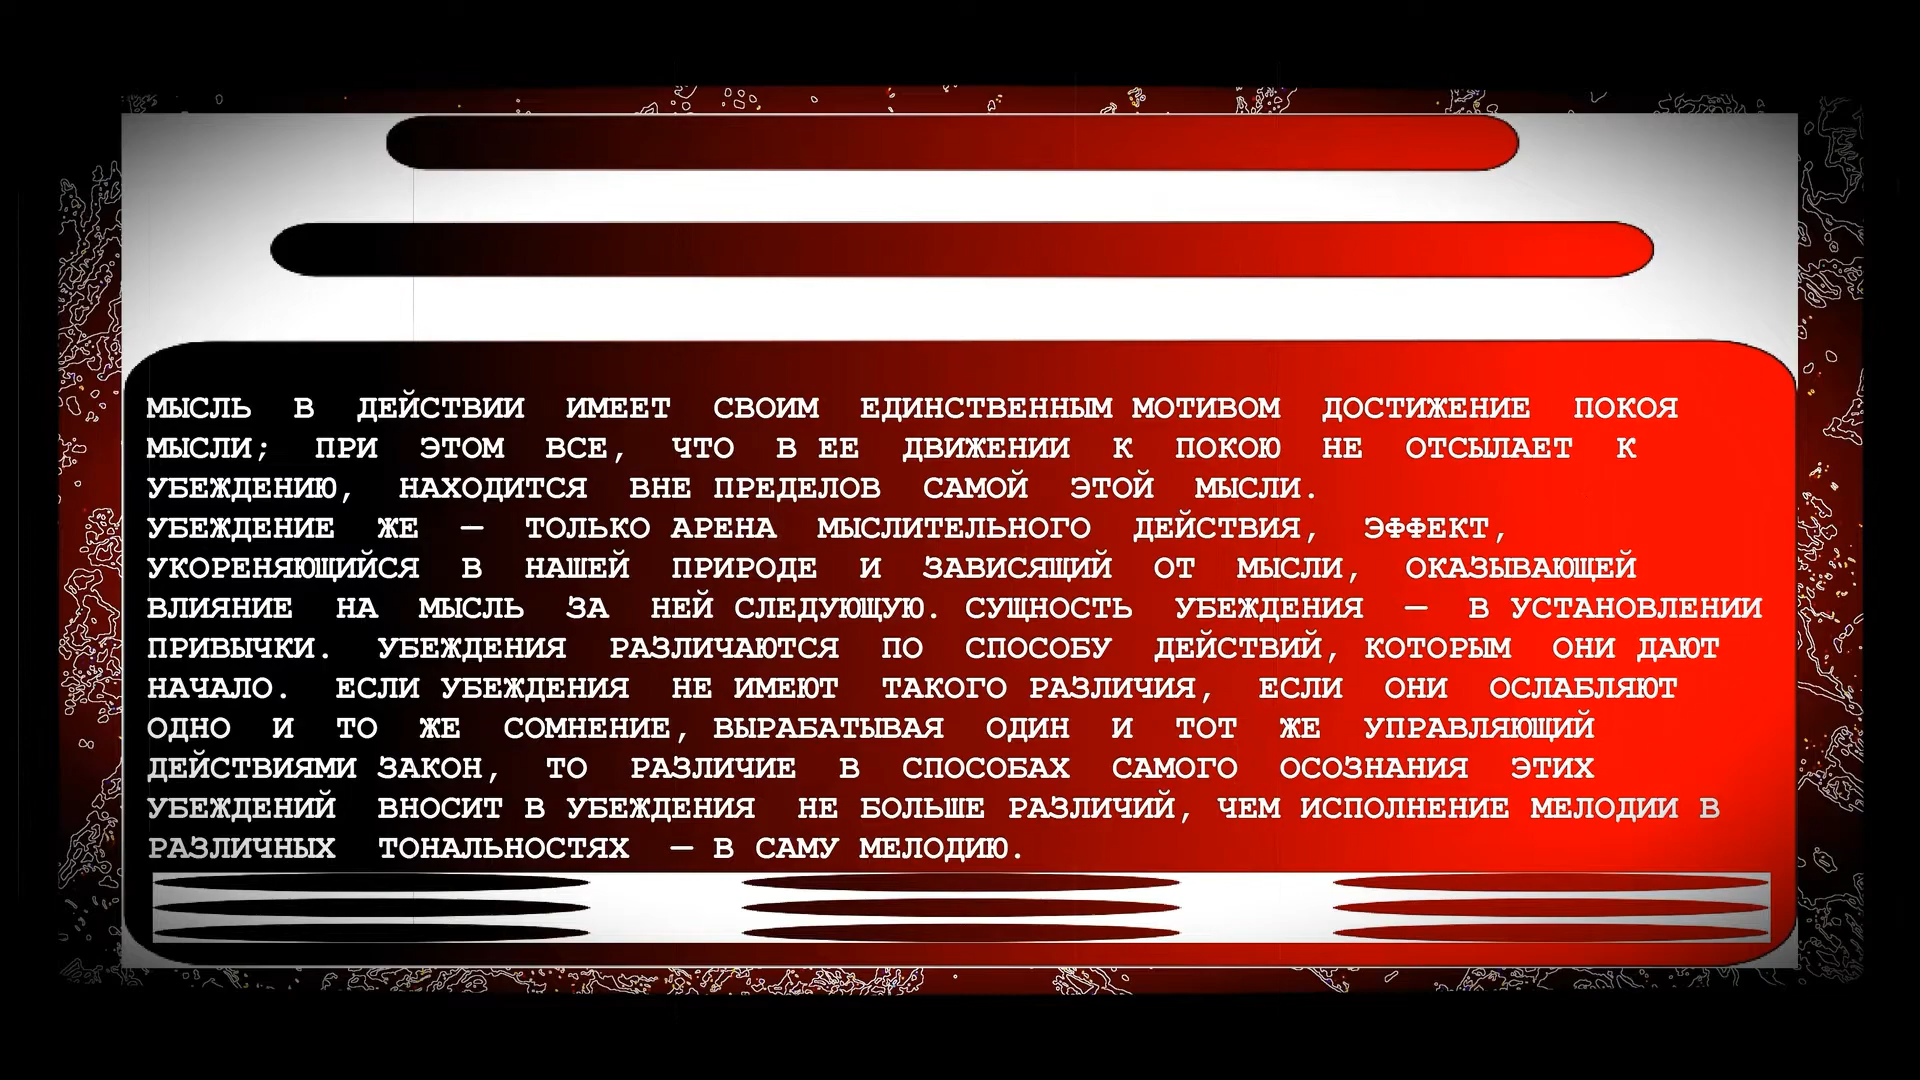 МЫСЛЬ В ДЕЙСТВИИ ИМЕЕТ СВОИМ ЕДИНСТВЕННЫМ МОТИВОМ ДОСТИЖЕНИЕ ПОКОЯ
МЫСЛИ; ПРИ ЭТОМ ВСЕ, ЧТО В ЕЕ ДВИЖЕНИИ К ПОКОЮ НЕ ОТСЫЛАЕТ К
УБЕЖДЕНИЮ, НАХОДИТСЯ ВНЕ ПРЕДЕЛОВ САМОЙ ЭТОЙ МЫСЛИ.
УБЕЖДЕНИЕ ЖЕ — ТОЛЬКО АРЕНА МЫСЛИТЕЛЬНОГО ДЕЙСТВИЯ, ЭФФЕКТ,
УКОРЕНЯЮЩИЙСЯ В НАШЕЙ ПРИРОДЕ И ЗАВИСЯЩИЙ ОТ МЫСЛИ, ОКАЗЫВАЮЩЕЙ
ВЛИЯНИЕ НА МЫСЛЬ ЗА НЕЙ СЛЕДУЮЩУЮ. СУЩНОСТЬ УБЕЖДЕНИЯ — В УСТАНОВЛЕНИИ
ПРИВЫЧКИ. УБЕЖДЕНИЯ РАЗЛИЧАЮТСЯ ПО СПОСОБУ ДЕЙСТВИЙ, КОТОРЫМ ОНИ ДАЮТ
НАЧАЛО. ЕСЛИ УБЕЖДЕНИЯ НЕ ИМЕЮТ ТАКОГО РАЗЛИЧИЯ, ЕСЛИ ОНИ ОСЛАБЛЯЮТ
ОДНО И ТО ЖЕ СОМНЕНИЕ, ВЫРАБАТЫВАЯ ОДИН И ТОТ ЖЕ УПРАВЛЯЮЩИЙ
ДЕЙСТВИЯМИ ЗАКОН, ТО РАЗЛИЧИЕ В СПОСОБАХ САМОГО ОСОЗНАНИЯ ЭТИХ
УБЕЖДЕНИЙ ВНОСИТ В УБЕЖДЕНИЯ НЕ БОЛЬШЕ РАЗЛИЧИЙ, ЧЕМ ИСПОЛНЕНИЕ МЕЛОДИИ В
РАЗЛИЧНЫХ ТОНАЛЬНОСТЯХ — В САМУ МЕЛОДИЮ.